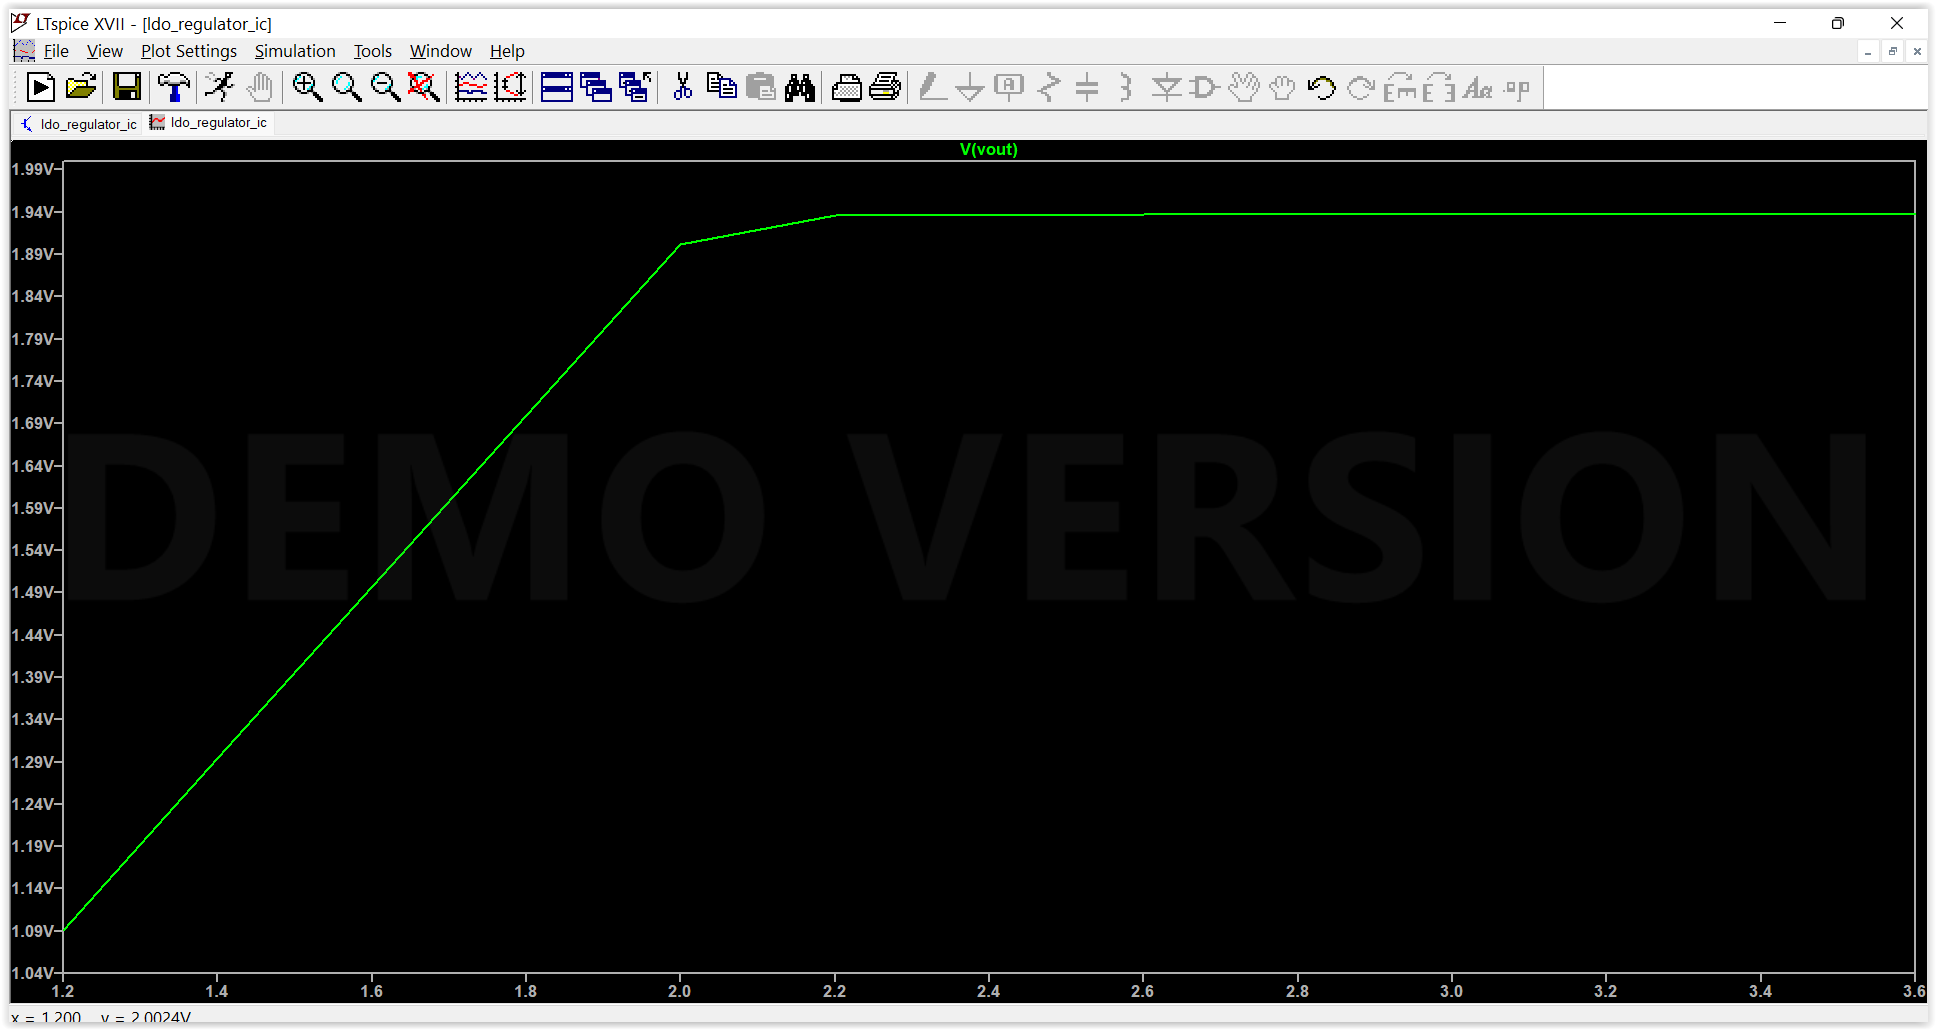 LTspice XVII - [ldo_regulator_ic]
File View Plot Settings Simulation Tools Window Help
ldo_regulator_ic ldo_regulator_ic
V(vout)
1.99V
1.94V
1.89V
1.84V
1.79V
1.74V
1.69V
1.64V
1.59V
1.54V
1.49V
1.44V
1.39V
1.34V
1.29V
1.24V
1.19V
1.14V
1.09V
1.04V
DEMO VERSION
1.2 1.4 1.6 1.8 2.0 2.2 2.4 2.6 2.8 3.0 3.2 3.4 3.6
x = 1.200 y = 2.0024V